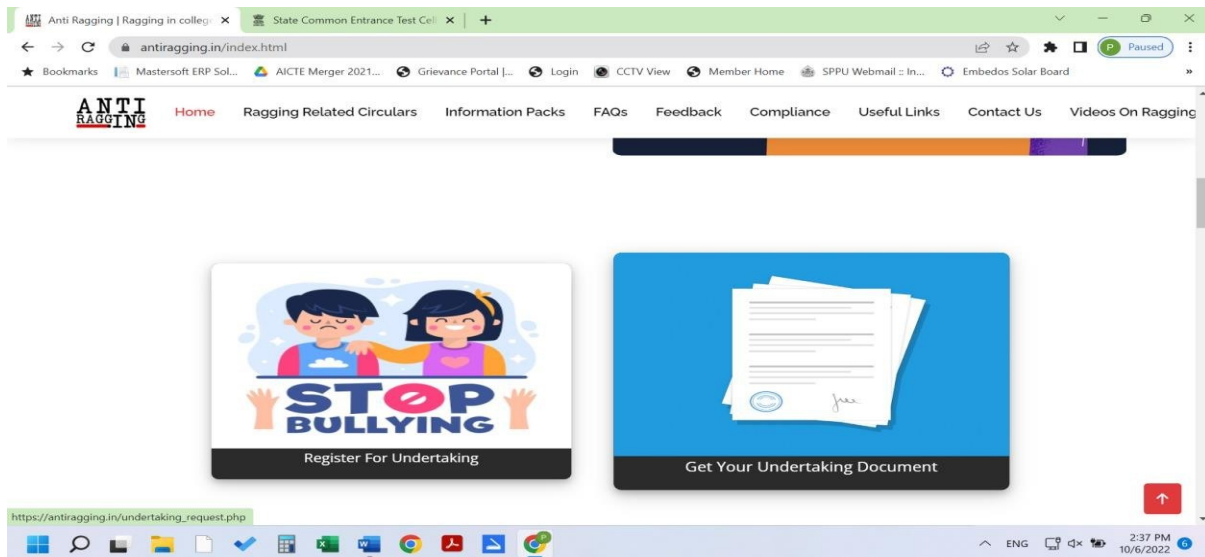 Anti Ragging | Ragging in colleg
State Common Entrance Test Cel
antiragging.in/index.html
P Paused
Bookmarks Mastersoft ERP Sol... AICTE Merger 2021... Grievance Portal |... Login CCTV View Member Home SPPU Webmail :: In... Embedos Solar Board »
ANTI
RAGGING
Home Ragging Related Circulars Information Packs FAQs Feedback Compliance Useful Links Contact Us Videos On Ragging
STOP
BULLYING
Register For Undertaking
Get Your Undertaking Document
https://antiragging.in/undertaking_request.php
ENG
2:37 PM
10/6/2022
6